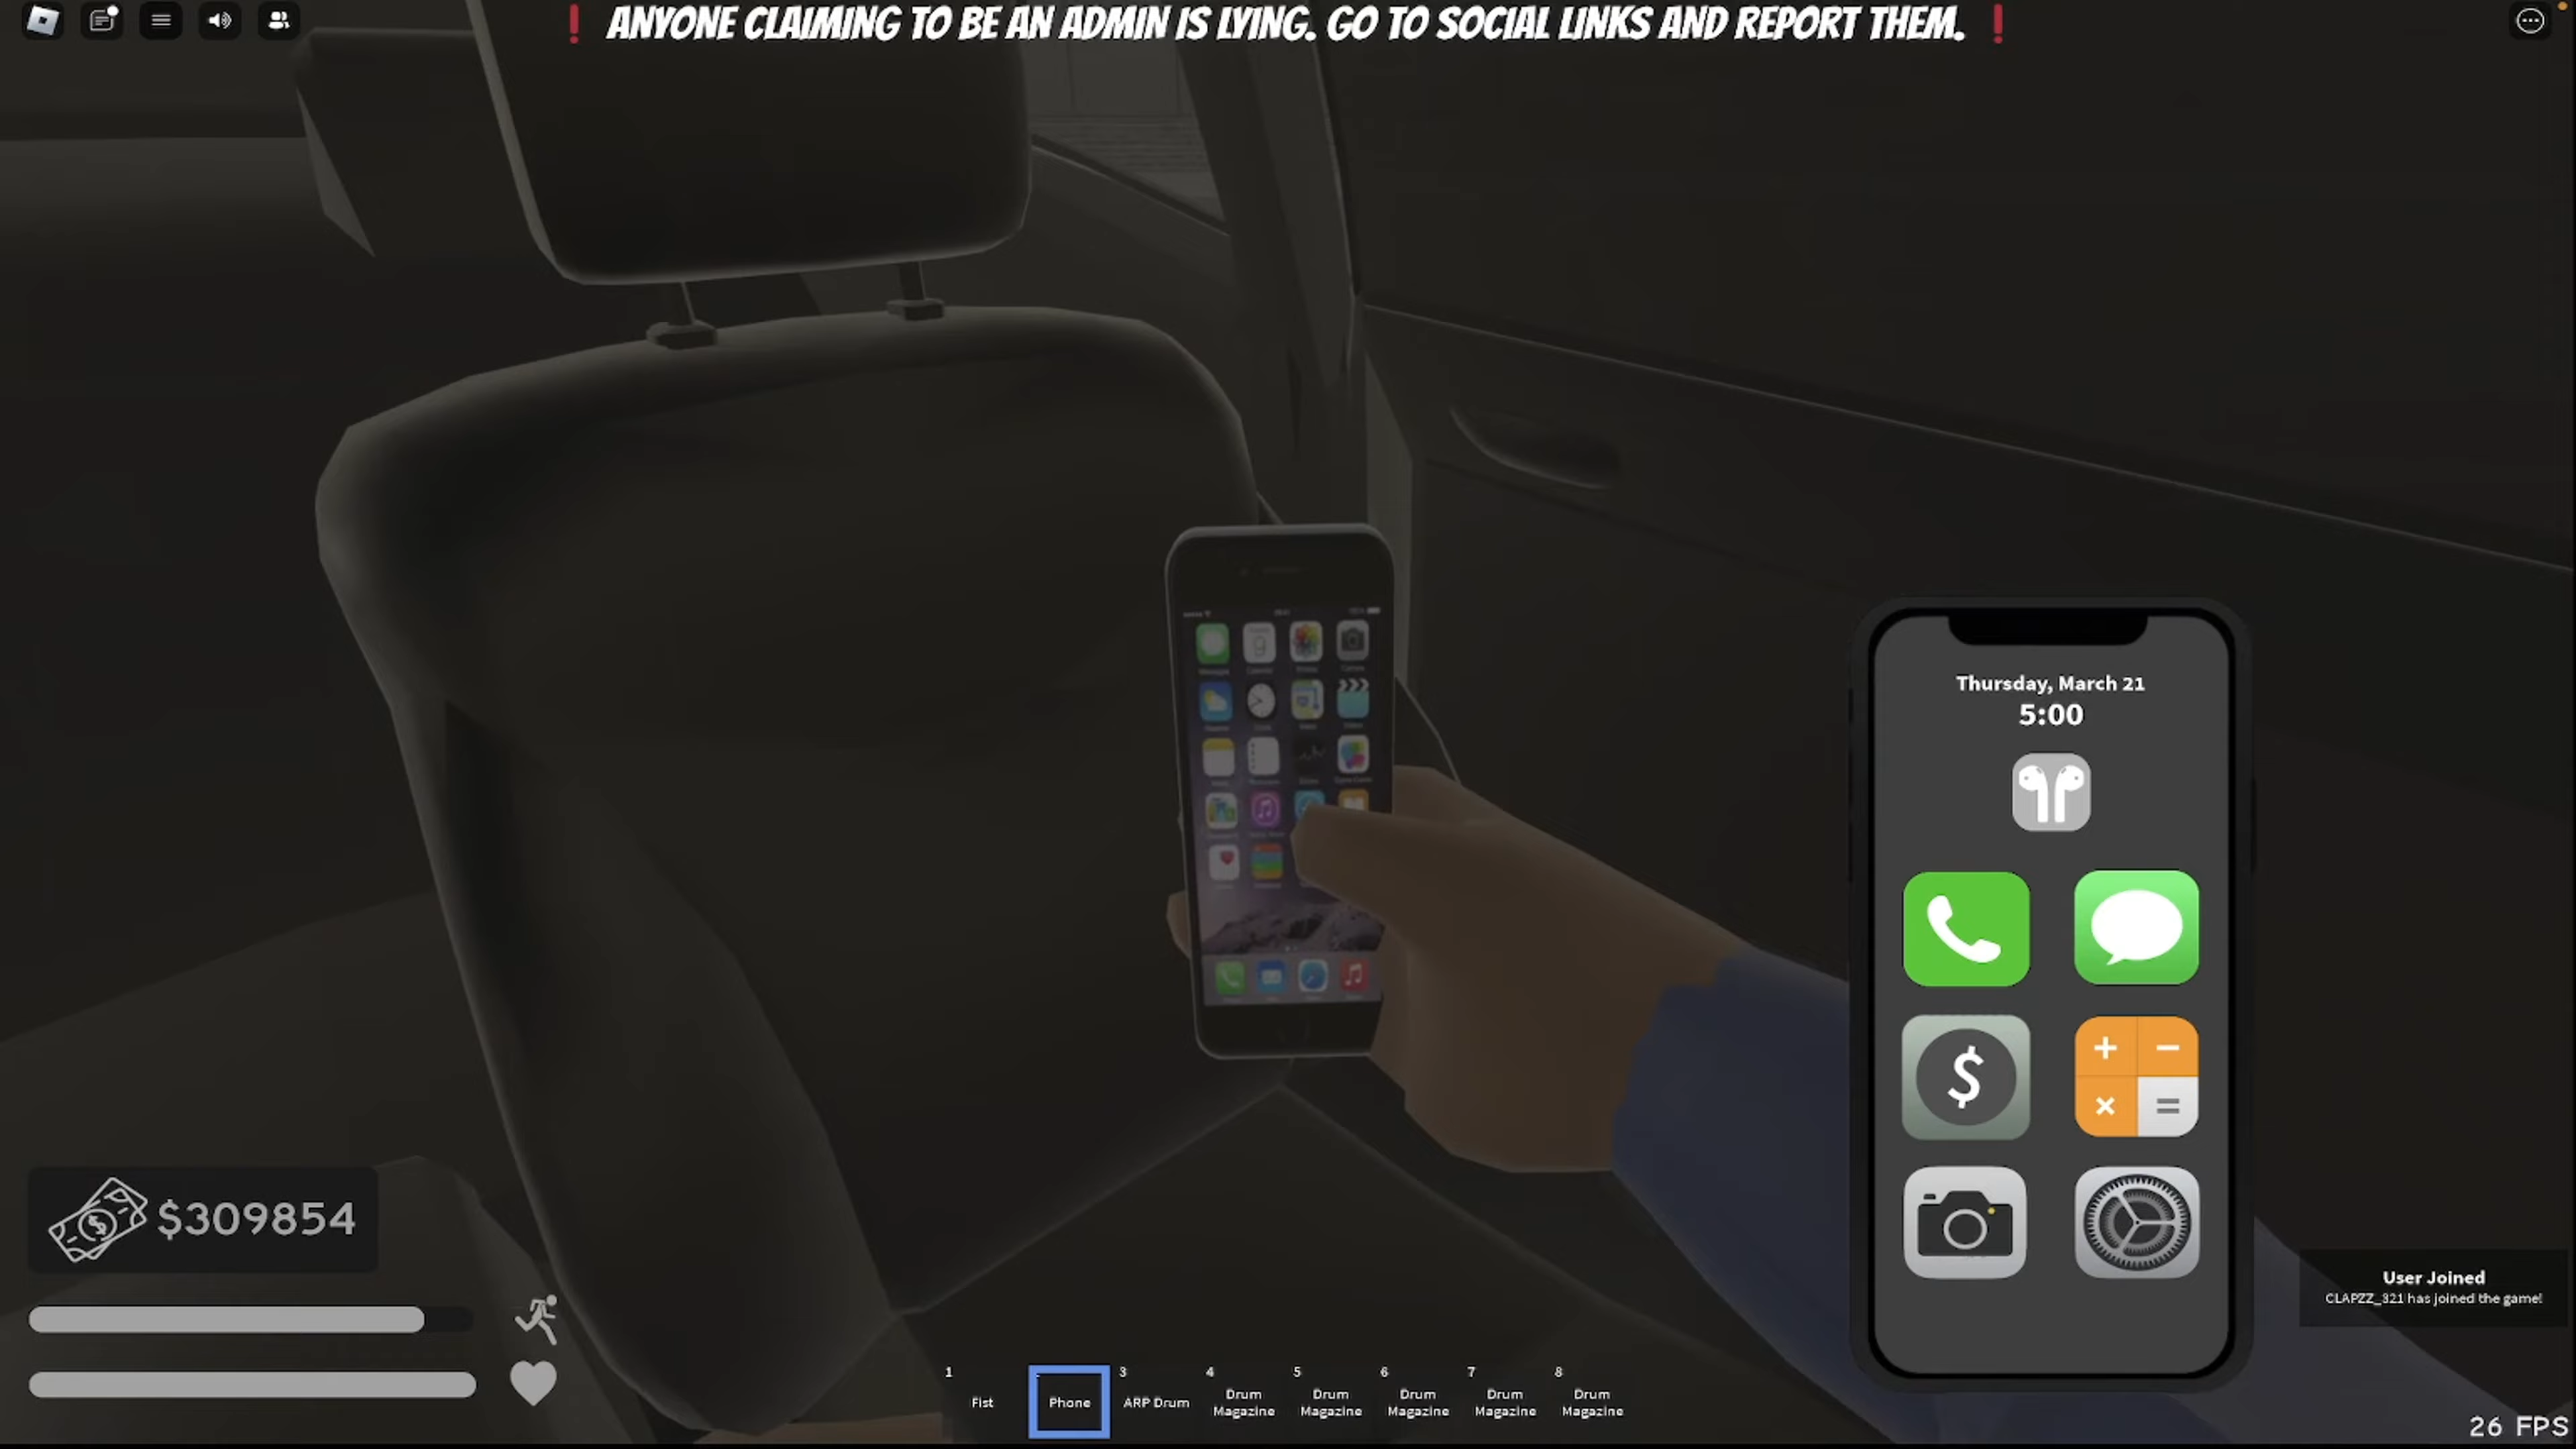 ❗ ANYONE CLAIMING TO BE AN ADMIN IS LYING. GO TO SOCIAL LINKS AND REPORT THEM. ❗
Thursday, March 21
5:00
$
+ −
× =
$309854
User Joined
CLAPZZ_321 has joined the game!
1 3 4 5 6 7 8
Fist Phone ARP Drum Drum Magazine Drum Magazine Drum Magazine Drum Magazine Drum Magazine
26 FPS